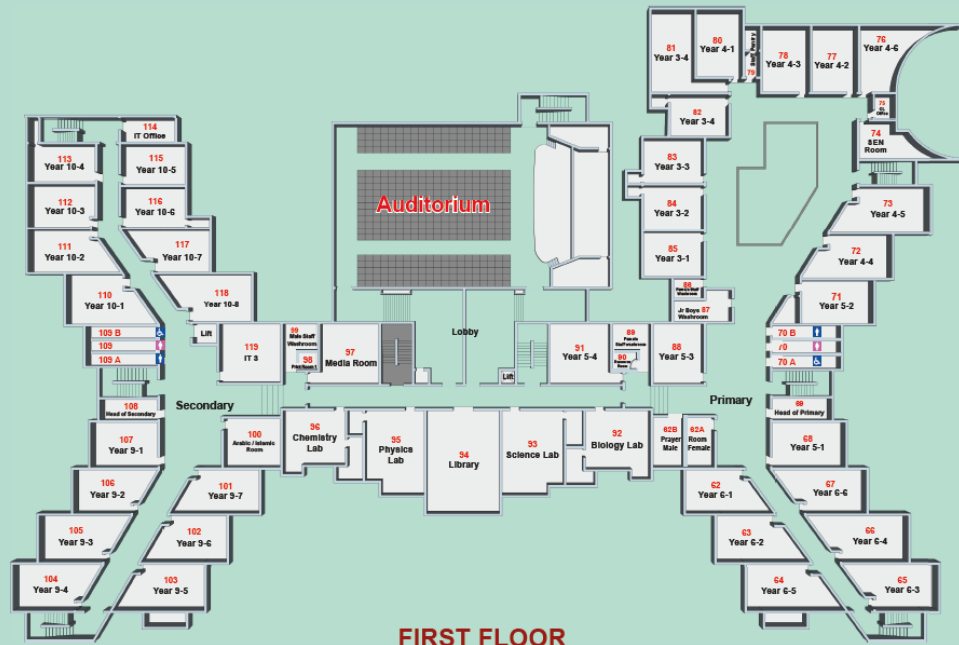 81
Year 3-4
80
Year 4-1
Staff Pantry
79
78
Year 4-3
77
Year 4-2
76
Year 4-6
75
Office
74
SEN
Room
82
Year 3-4
83
Year 3-3
84
Year 3-2
85
Year 3-1
86
Washroom
Jr Boys 87
Washroom
73
Year 4-5
72
Year 4-4
71
Year 5-2
70 B
70
70 A
69
Head of Primary
68
Year 5-1
67
Year 6-6
66
Year 6-4
65
Year 6-3
114
IT Office
113
Year 10-4
115
Year 10-5
112
Year 10-3
116
Year 10-6
111
Year 10-2
117
Year 10-7
110
Year 10-1
118
Year 10-8
109 B
109
109 A
Lift
119
IT 3
99
Male Staff
Washroom
98
Print Room 1
97
Media Room
Auditorium
Lobby
Lift
91
Year 5-4
89
Female
Staff washroom
90
Room
88
Year 5-3
108
Head of Secondary
Secondary
Primary
107
Year 9-1
100
Arabic / Islamic
Room
96
Chemistry
Lab
95
Physics
Lab
94
Library
93
Science Lab
92
Biology Lab
62B
Prayer
Male
62A
Room
Female
106
Year 9-2
101
Year 9-7
62
Year 6-1
105
Year 9-3
102
Year 9-6
63
Year 6-2
104
Year 9-4
103
Year 9-5
64
Year 6-5
FIRST FLOOR